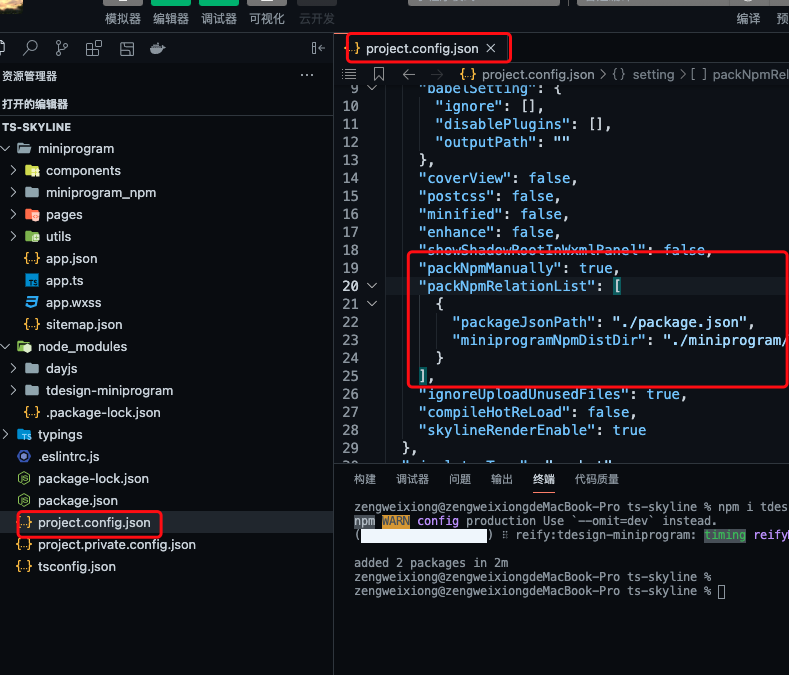 模拟器 编辑器 调试器 可视化 云开发 编译
资源管理器 ···
打开的编辑器
TS-SKYLINE
miniprogram
components
miniprogram_npm
pages
utils
app.json
app.ts
app.wxss
sitemap.json
node_modules
dayjs
tdesign-miniprogram
.package-lock.json
typings
.eslintrc.js
package-lock.json
package.json
project.config.json
project.private.config.json
tsconfig.json
project.config.json
project.config.json > {} setting > [ ] packNpmRel
9 "babelSetting": {
10 "ignore": [],
11 "disablePlugins": [],
12 "outputPath": ""
13 },
14 "coverView": false,
15 "postcss": false,
16 "minified": false,
17 "enhance": false,
18 "showShadowRootInWxmlPanel": false,
19 "packNpmManually": true,
20 "packNpmRelationList": [
21 {
22 "packageJsonPath": "./package.json",
23 "miniprogramNpmDistDir": "./miniprogram/
24 }
25 ],
26 "ignoreUploadUnusedFiles": true,
27 "compileHotReLoad": false,
28 "skylineRenderEnable": true
29 },
构建 调试器 问题 输出 终端 代码质量
zengweixiong@zengweixiongdeMacBook-Pro ts-skyline % npm i tdes
npm WARN config production Use `--omit=dev` instead.
( ) ⠇ reify:tdesign-miniprogram: timing reify
added 2 packages in 2m
zengweixiong@zengweixiongdeMacBook-Pro ts-skyline %
zengweixiong@zengweixiongdeMacBook-Pro ts-skyline %